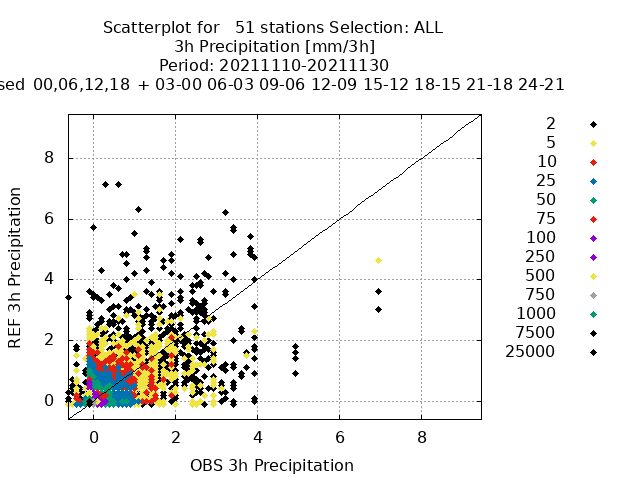 Scatterplot for 51 stations Selection: ALL
3h Precipitation [mm/3h]
Period: 20211110-20211130
sed 00,06,12,18 + 03-00 06-03 09-06 12-09 15-12 18-15 21-18 24-21
REF 3h Precipitation
8
6
4
2
0
0 2 4 6 8
OBS 3h Precipitation
2
5
10
25
50
75
100
250
500
750
1000
7500
25000